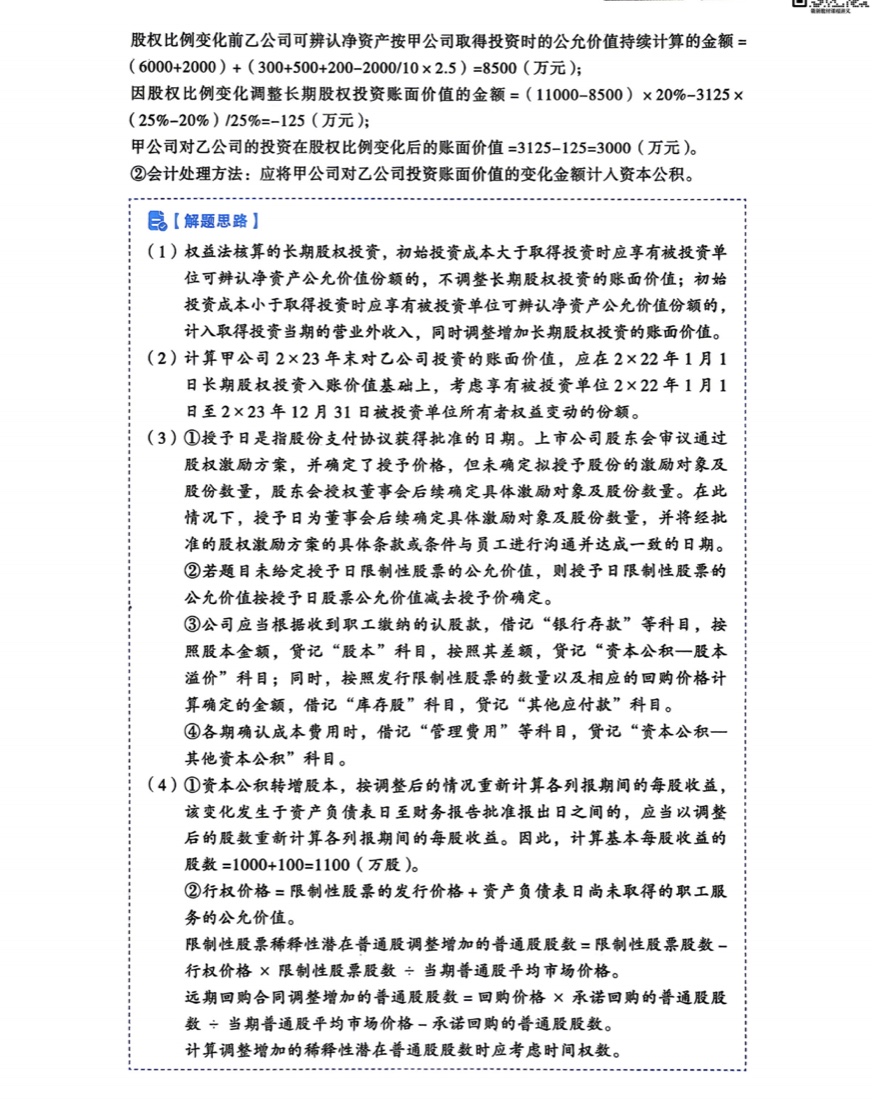 股权比例变化前乙公司可辨认净资产按甲公司取得投资时的公允价值持续计算的金额=
（6000+2000）+（300+500+200-2000/10×2.5）=8500（万元）；
因股权比例变化调整长期股权投资账面价值的金额=（11000-8500）×20%-3125×
（25%-20%）/25%=-125（万元）；
甲公司对乙公司的投资在股权比例变化后的账面价值=3125-125=3000（万元）。
②会计处理方法：应将甲公司对乙公司投资账面价值的变化金额计入资本公积。
【解题思路】
（1）权益法核算的长期股权投资，初始投资成本大于取得投资时应享有被投资单
位可辨认净资产公允价值份额的，不调整长期股权投资的账面价值；初始
投资成本小于取得投资时应享有被投资单位可辨认净资产公允价值份额的，
计入取得投资当期的营业外收入，同时调整增加长期股权投资的账面价值。
（2）计算甲公司2×23年末对乙公司投资的账面价值，应在2×22年1月1
日长期股权投资入账价值基础上，考虑享有被投资单位2×22年1月1
日至2×23年12月31日被投资单位所有者权益变动的份额。
（3）①授予日是指股份支付协议获得批准的日期。上市公司股东会审议通过
股权激励方案，并确定了授予价格，但未确定拟授予股份的激励对象及
股份数量，股东会授权董事会后续确定具体激励对象及股份数量。在此
情况下，授予日为董事会后续确定具体激励对象及股份数量，并将经批
准的股权激励方案的具体条款或条件与员工进行沟通并达成一致的日期。
②若题目未给定授予日限制性股票的公允价值，则授予日限制性股票的
公允价值按授予日股票公允价值减去授予价确定。
③公司应当根据收到职工缴纳的认股款，借记“银行存款”等科目，按
照股本金额，贷记“股本”科目，按照其差额，贷记“资本公积—股本
溢价”科目；同时，按照发行限制性股票的数量以及相应的回购价格计
算确定的金额，借记“库存股”科目，贷记“其他应付款”科目。
④各期确认成本费用时，借记“管理费用”等科目，贷记“资本公积—
其他资本公积”科目。
（4）①资本公积转增股本，按调整后的情况重新计算各列报期间的每股收益，
该变化发生于资产负债表日至财务报告批准报出日之间的，应当以调整
后的股数重新计算各列报期间的每股收益。因此，计算基本每股收益的
股数=1000+100=1100（万股）。
②行权价格=限制性股票的发行价格+资产负债表日尚未取得的职工服
务的公允价值。
限制性股票稀释性潜在普通股调整增加的普通股股数=限制性股票股数-
行权价格×限制性股票股数÷当期普通股平均市场价格。
远期回购合同调整增加的普通股股数=回购价格×承诺回购的普通股股
数÷当期普通股平均市场价格-承诺回购的普通股股数。
计算调整增加的稀释性潜在普通股股数时应考虑时间权数。